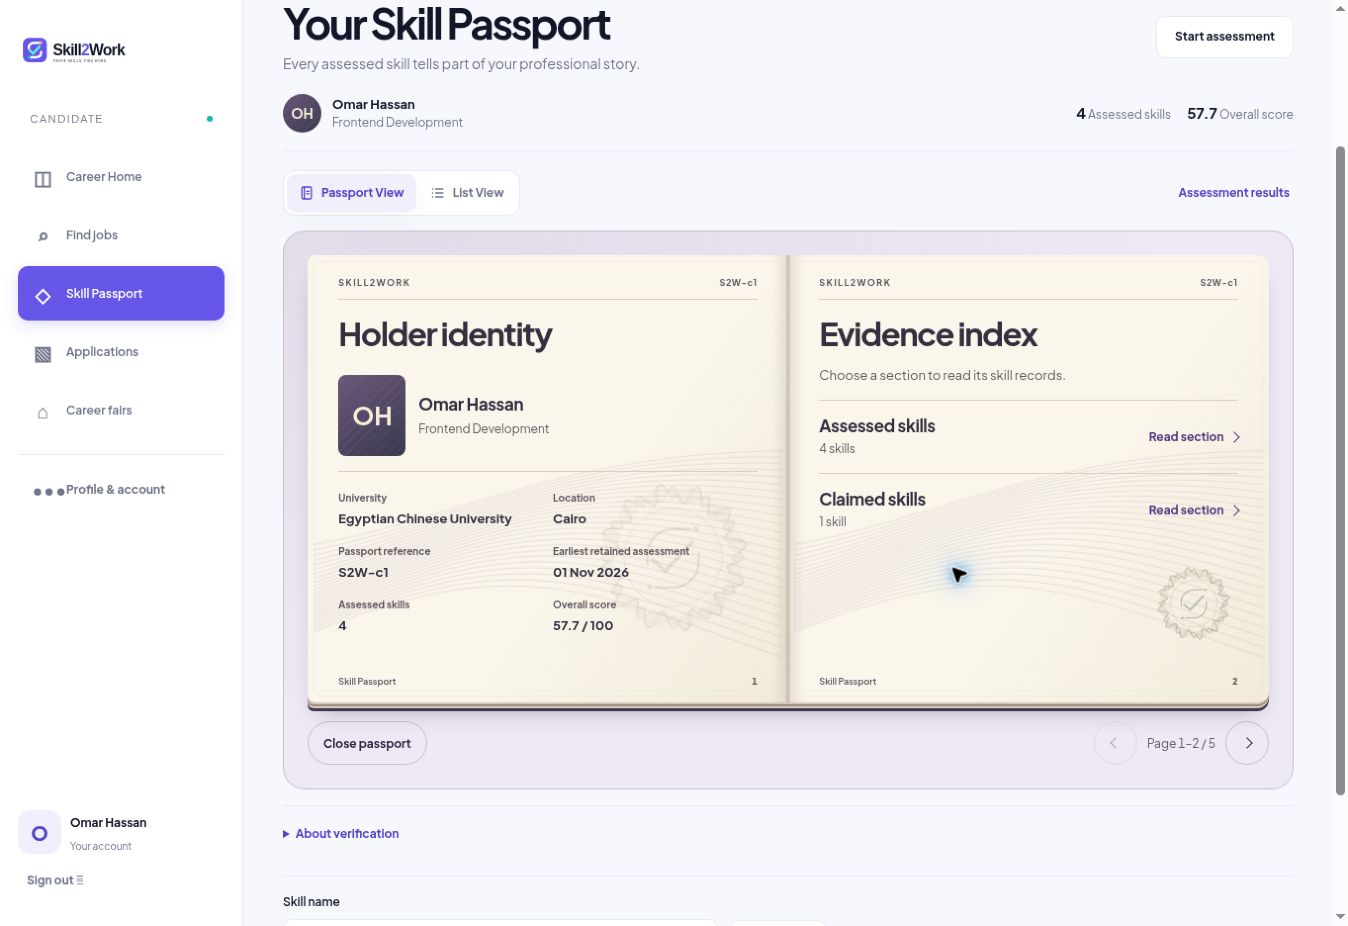 Skill2Work
PROVE SKILLS. FIND WORK.
CANDIDATE
Career Home
Find jobs
Skill Passport
Applications
Career fairs
Profile & account
Omar Hassan
Your account
Sign out
Your Skill Passport
Every assessed skill tells part of your professional story.
Start assessment
OH
Omar Hassan
Frontend Development
4 Assessed skills 57.7 Overall score
Passport View
List View
Assessment results
SKILL2WORK S2W-c1
Holder identity
OH
Omar Hassan
Frontend Development
University
Egyptian Chinese University
Location
Cairo
Passport reference
S2W-c1
Earliest retained assessment
01 Nov 2026
Assessed skills
4
Overall score
57.7 / 100
Skill Passport 1
SKILL2WORK S2W-c1
Evidence index
Choose a section to read its skill records.
Assessed skills
4 skills
Read section
Claimed skills
1 skill
Read section
Skill Passport 2
Close passport
Page 1–2 / 5
About verification
Skill name
O